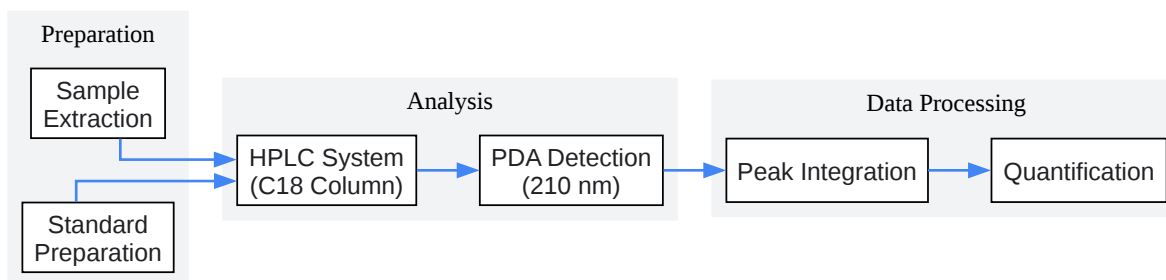 Preparation
Sample
Extraction
Standard
Preparation
Analysis
HPLC System
(C18 Column)
PDA Detection
(210 nm)
Data Processing
Peak Integration
Quantification